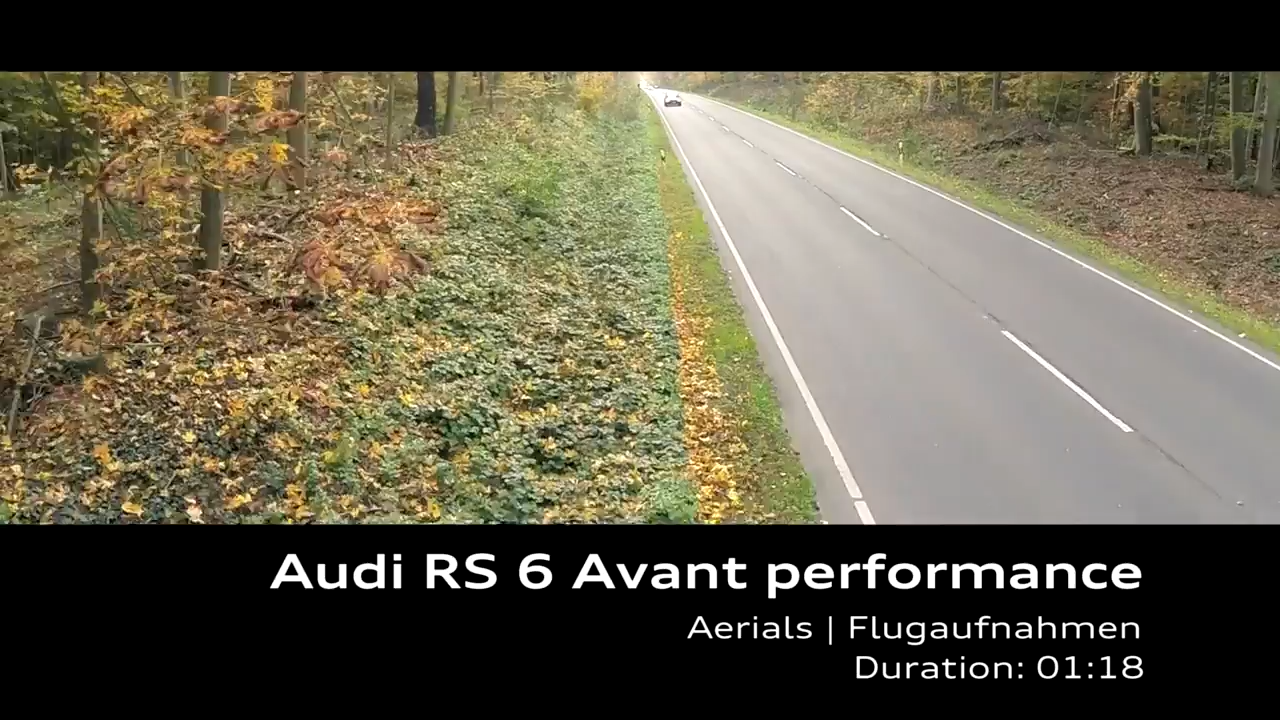 Audi RS 6 Avant performance
Aerials | Flugaufnahmen
Duration: 01:18